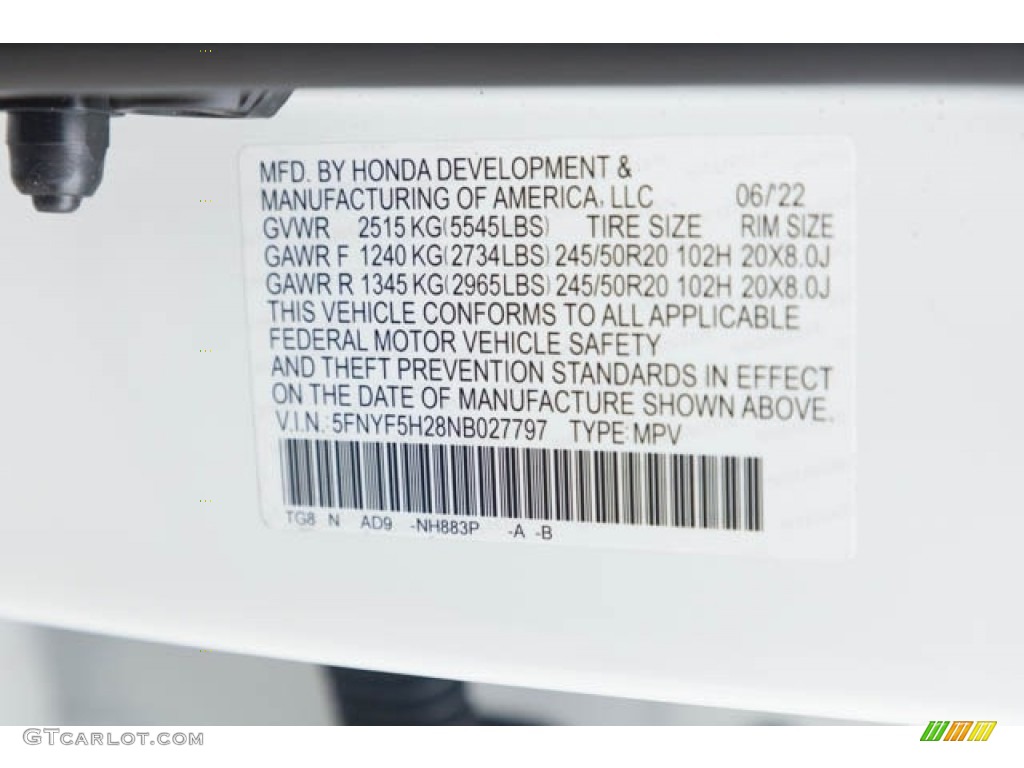 MFD. BY HONDA DEVELOPMENT &
MANUFACTURING OF AMERICA, LLC 06/'22
GVWR 2515 KG(5545LBS) TIRE SIZE RIM SIZE
GAWR F 1240 KG(2734LBS) 245/50R20 102H 20X8.0J
GAWR R 1345 KG(2965LBS) 245/50R20 102H 20X8.0J
THIS VEHICLE CONFORMS TO ALL APPLICABLE
FEDERAL MOTOR VEHICLE SAFETY
AND THEFT PREVENTION STANDARDS IN EFFECT
ON THE DATE OF MANUFACTURE SHOWN ABOVE.
V.I.N.: 5FNYF5H28NB027797 TYPE: MPV
TG8 N AD9 -NH883P -A -B
GTCARLOT.COM